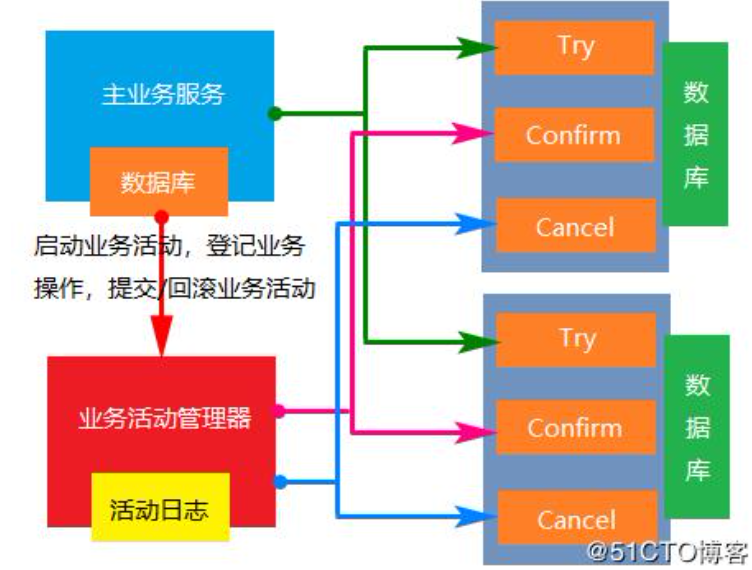 主业务服务
数据库
启动业务活动，登记业务
操作，提交/回滚业务活动
业务活动管理器
活动日志
Try
Confirm
Cancel
数
据
库
Try
Confirm
Cancel
数
据
库
@51CTO博客